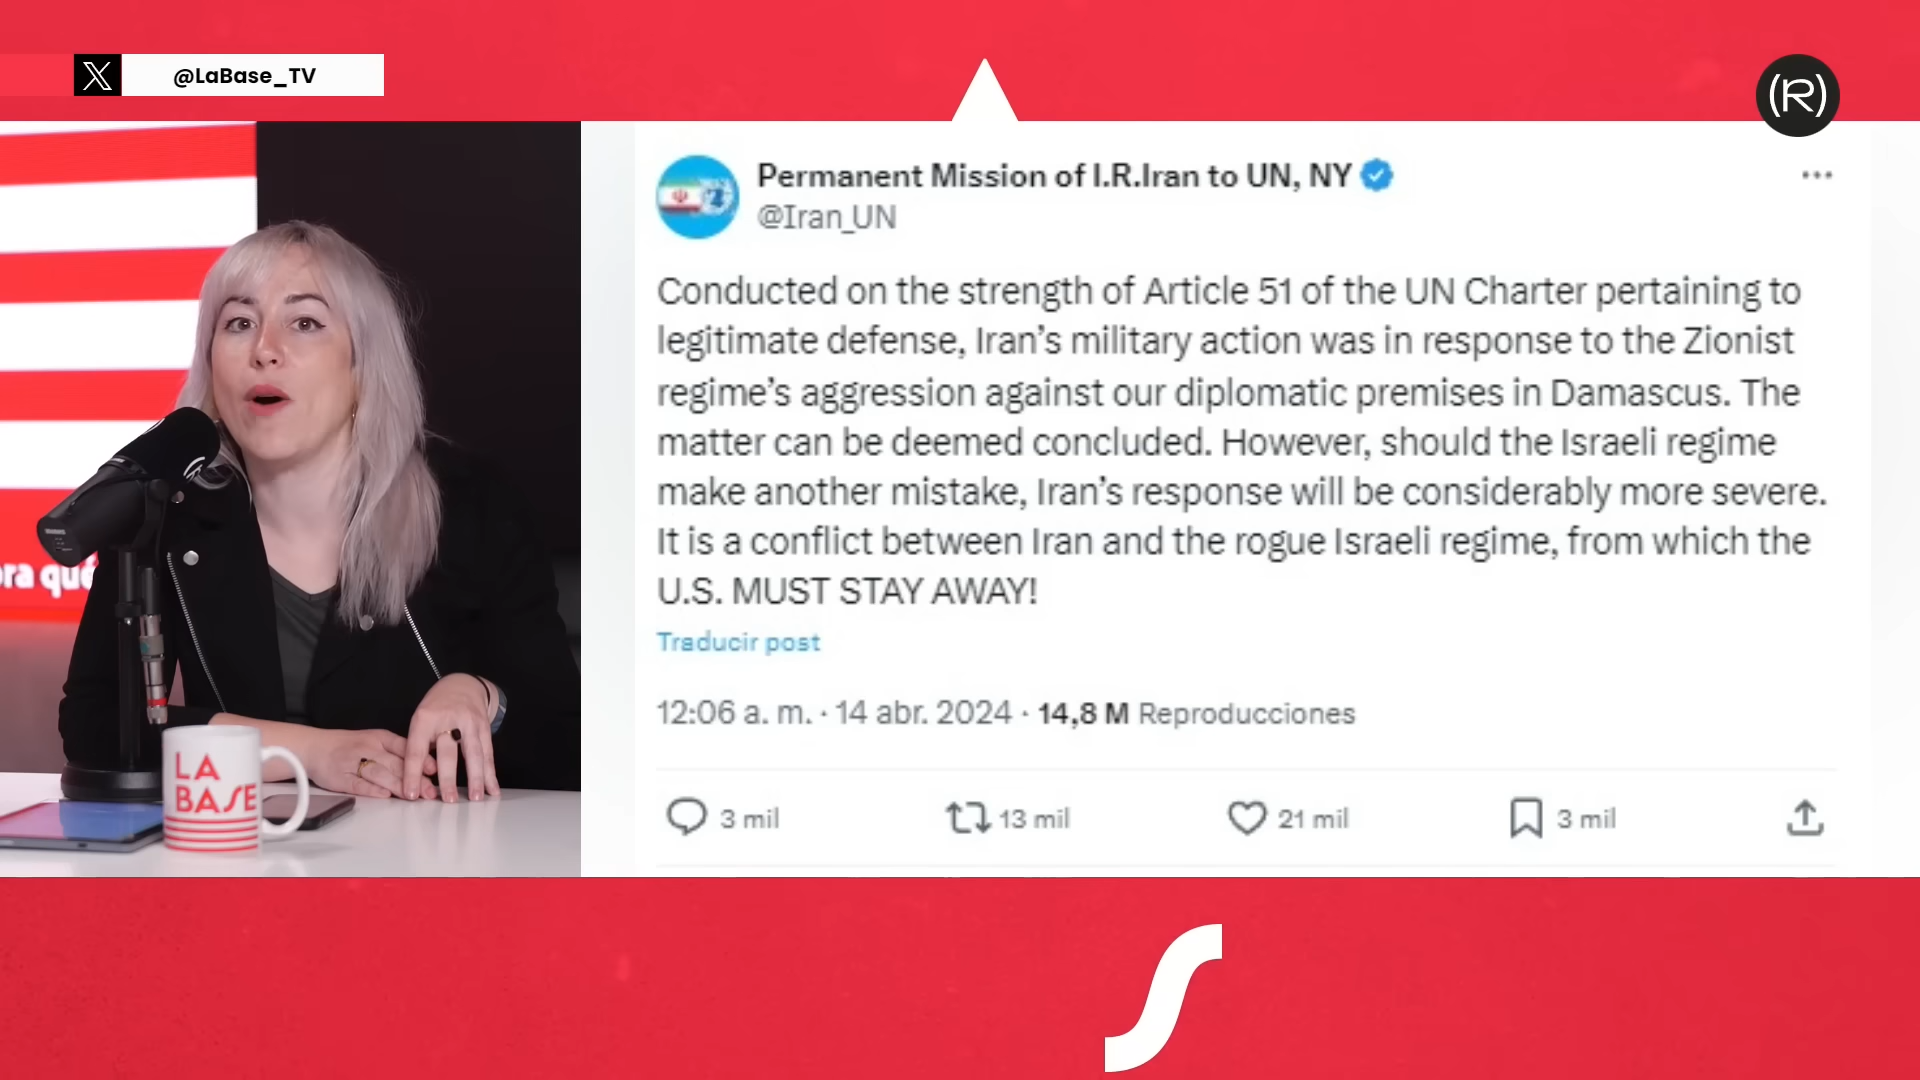 @LaBase_TV
(R)
Permanent Mission of I.R.Iran to UN, NY
@Iran_UN
Conducted on the strength of Article 51 of the UN Charter pertaining to
legitimate defense, Iran's military action was in response to the Zionist
regime's aggression against our diplomatic premises in Damascus. The
matter can be deemed concluded. However, should the Israeli regime
make another mistake, Iran's response will be considerably more severe.
It is a conflict between Iran and the rogue Israeli regime, from which the
U.S. MUST STAY AWAY!
Traducir post
12:06 a. m. · 14 abr. 2024 · 14,8 M Reproducciones
3 mil
13 mil
21 mil
3 mil
ra qué
LA
BASE